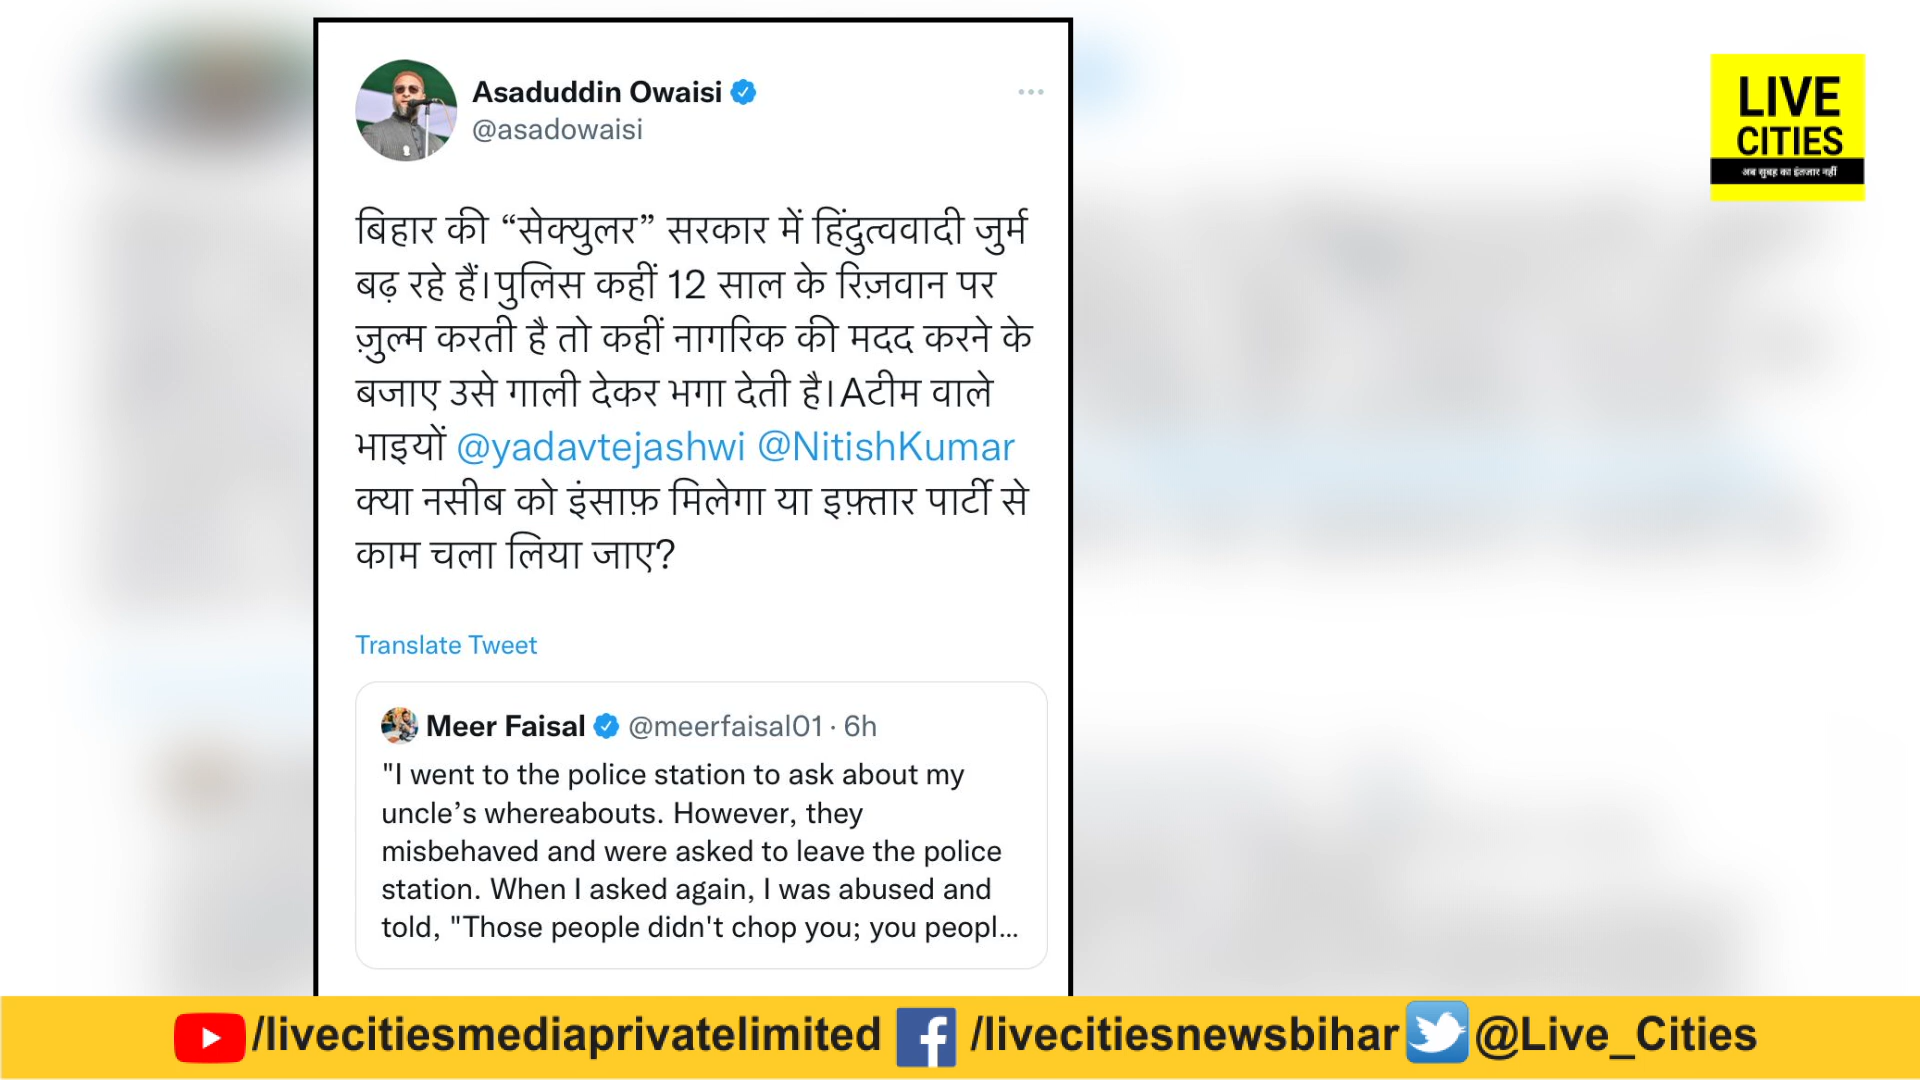 Asaduddin Owaisi
@asadowaisi
बिहार की “सेक्युलर” सरकार में हिंदुत्ववादी जुर्म
बढ़ रहे हैं।पुलिस कहीं 12 साल के रिज़वान पर
ज़ुल्म करती है तो कहीं नागरिक की मदद करने के
बजाए उसे गाली देकर भगा देती है।Aटीम वाले
भाइयों @yadavtejashwi @NitishKumar
क्या नसीब को इंसाफ़ मिलेगा या इफ़्तार पार्टी से
काम चला लिया जाए?
Translate Tweet
Meer Faisal @meerfaisal01 · 6h
"I went to the police station to ask about my
uncle’s whereabouts. However, they
misbehaved and were asked to leave the police
station. When I asked again, I was abused and
told, "Those people didn't chop you; you peopl...
LIVE
CITIES
अब सुबह का इंतजार नहीं
/livecitiesmediaprivatelimited /livecitiesnewsbihar @Live_Cities